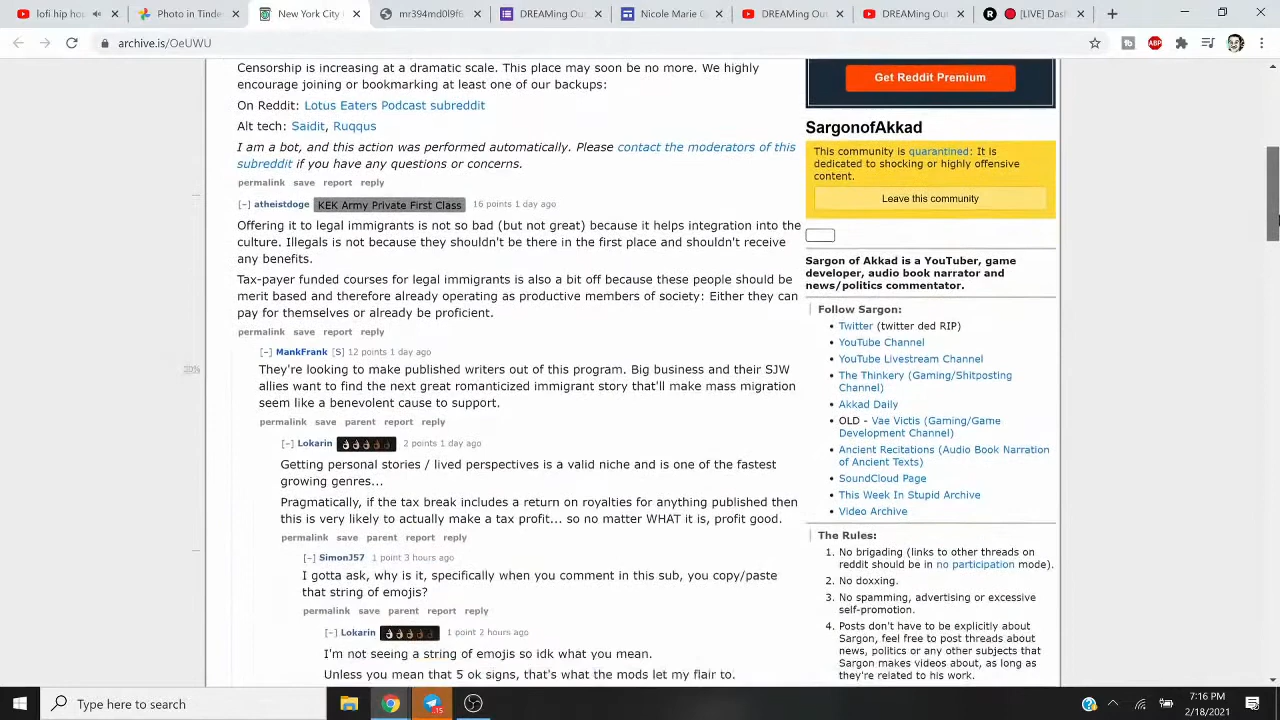 lofi hip hou
Photo in Tinde
New York City
mr394md0l9f6
DREAMing Ou
Nicole Marie G
DREAMing Ou
DREAMing Ou
[LIVE] Dash
archive.is/OeUWU
Censorship is increasing at a dramatic scale. This place may soon be no more. We highly
encourage joining or bookmarking at least one of our backups:
On Reddit: Lotus Eaters Podcast subreddit
Alt tech: Saidit, Ruqqus
I am a bot, and this action was performed automatically. Please contact the moderators of this
subreddit if you have any questions or concerns.
permalink save report reply
[–] atheistdoge KEK Army Private First Class 16 points 1 day ago
Offering it to legal immigrants is not so bad (but not great) because it helps integration into the
culture. Illegals is not because they shouldn't be there in the first place and shouldn't receive
any benefits.
Tax-payer funded courses for legal immigrants is also a bit off because these people should be
merit based and therefore already operating as productive members of society: Either they can
pay for themselves or already be proficient.
permalink save report reply
[–] MankFrank [S] 12 points 1 day ago
They're looking to make published writers out of this program. Big business and their SJW
allies want to find the next great romanticized immigrant story that'll make mass migration
seem like a benevolent cause to support.
permalink save parent report reply
[–] Lokarin 👌🏻👌🏼👌🏽👌🏾👌🏿 2 points 1 day ago
Getting personal stories / lived perspectives is a valid niche and is one of the fastest
growing genres...
Pragmatically, if the tax break includes a return on royalties for anything published then
this is very likely to actually make a tax profit... so no matter WHAT it is, profit good.
permalink save parent report reply
[–] SimonJ57 1 point 3 hours ago
I gotta ask, why is it, specifically when you comment in this sub, you copy/paste
that string of emojis?
permalink save parent report reply
[–] Lokarin 👌🏻👌🏼👌🏽👌🏾👌🏿 1 point 2 hours ago
I'm not seeing a string of emojis so idk what you mean.
Unless you mean that 5 ok signs, that's what the mods let my flair to.
Get Reddit Premium
SargonofAkkad
This community is quarantined: It is
dedicated to shocking or highly offensive
content.
Leave this community
Sargon of Akkad is a YouTuber, game
developer, audio book narrator and
news/politics commentator.
Follow Sargon:
• Twitter (twitter ded RIP)
• YouTube Channel
• YouTube Livestream Channel
• The Thinkery (Gaming/Shitposting
Channel)
• Akkad Daily
• OLD - Vae Victis (Gaming/Game
Development Channel)
• Ancient Recitations (Audio Book Narration
of Ancient Texts)
• SoundCloud Page
• This Week In Stupid Archive
• Video Archive
The Rules:
1. No brigading (links to other threads on
reddit should be in no participation mode).
2. No doxxing.
3. No spamming, advertising or excessive
self-promotion.
4. Posts don't have to be explicitly about
Sargon, feel free to post threads about
news, politics or any other subjects that
Sargon makes videos about, as long as
they're related to his work.
Type here to search
15
7:16 PM
2/18/2021